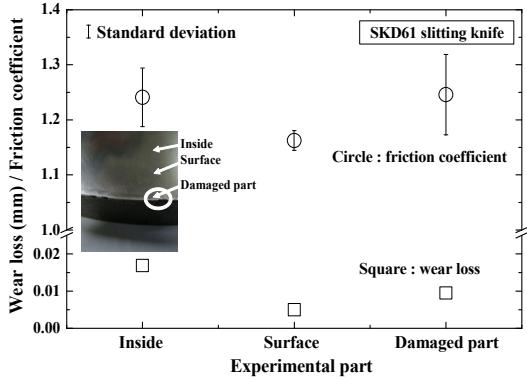 1.4
Standard deviation
SKD61 slitting knife
1.3
1.2
Inside
Surface
Circle : friction coefficient
Damaged part
1.1
1.0
0.02
Square : wear loss
0.01
0.00
Inside
Surface
Damaged part
Experimental part
Wear loss (mm) / Friction coefficient